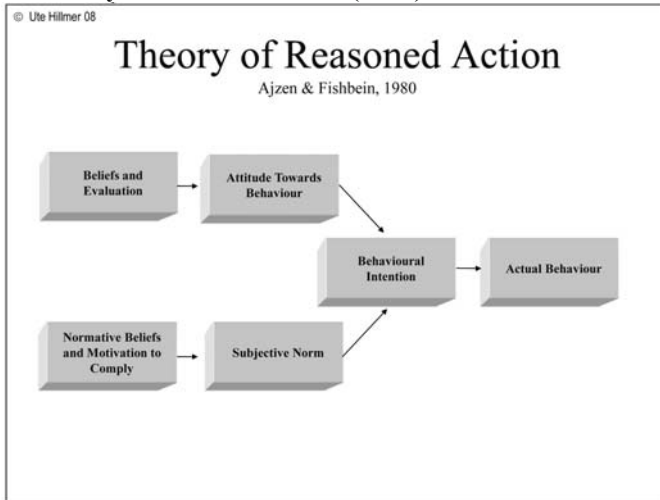 © Ute Hillmer 08
Theory of Reasoned Action
Ajzen & Fishbein, 1980
Beliefs and
Evaluation
Attitude Towards
Behaviour
Behavioural
Intention
Actual Behaviour
Normative Beliefs
and Motivation to
Comply
Subjective Norm